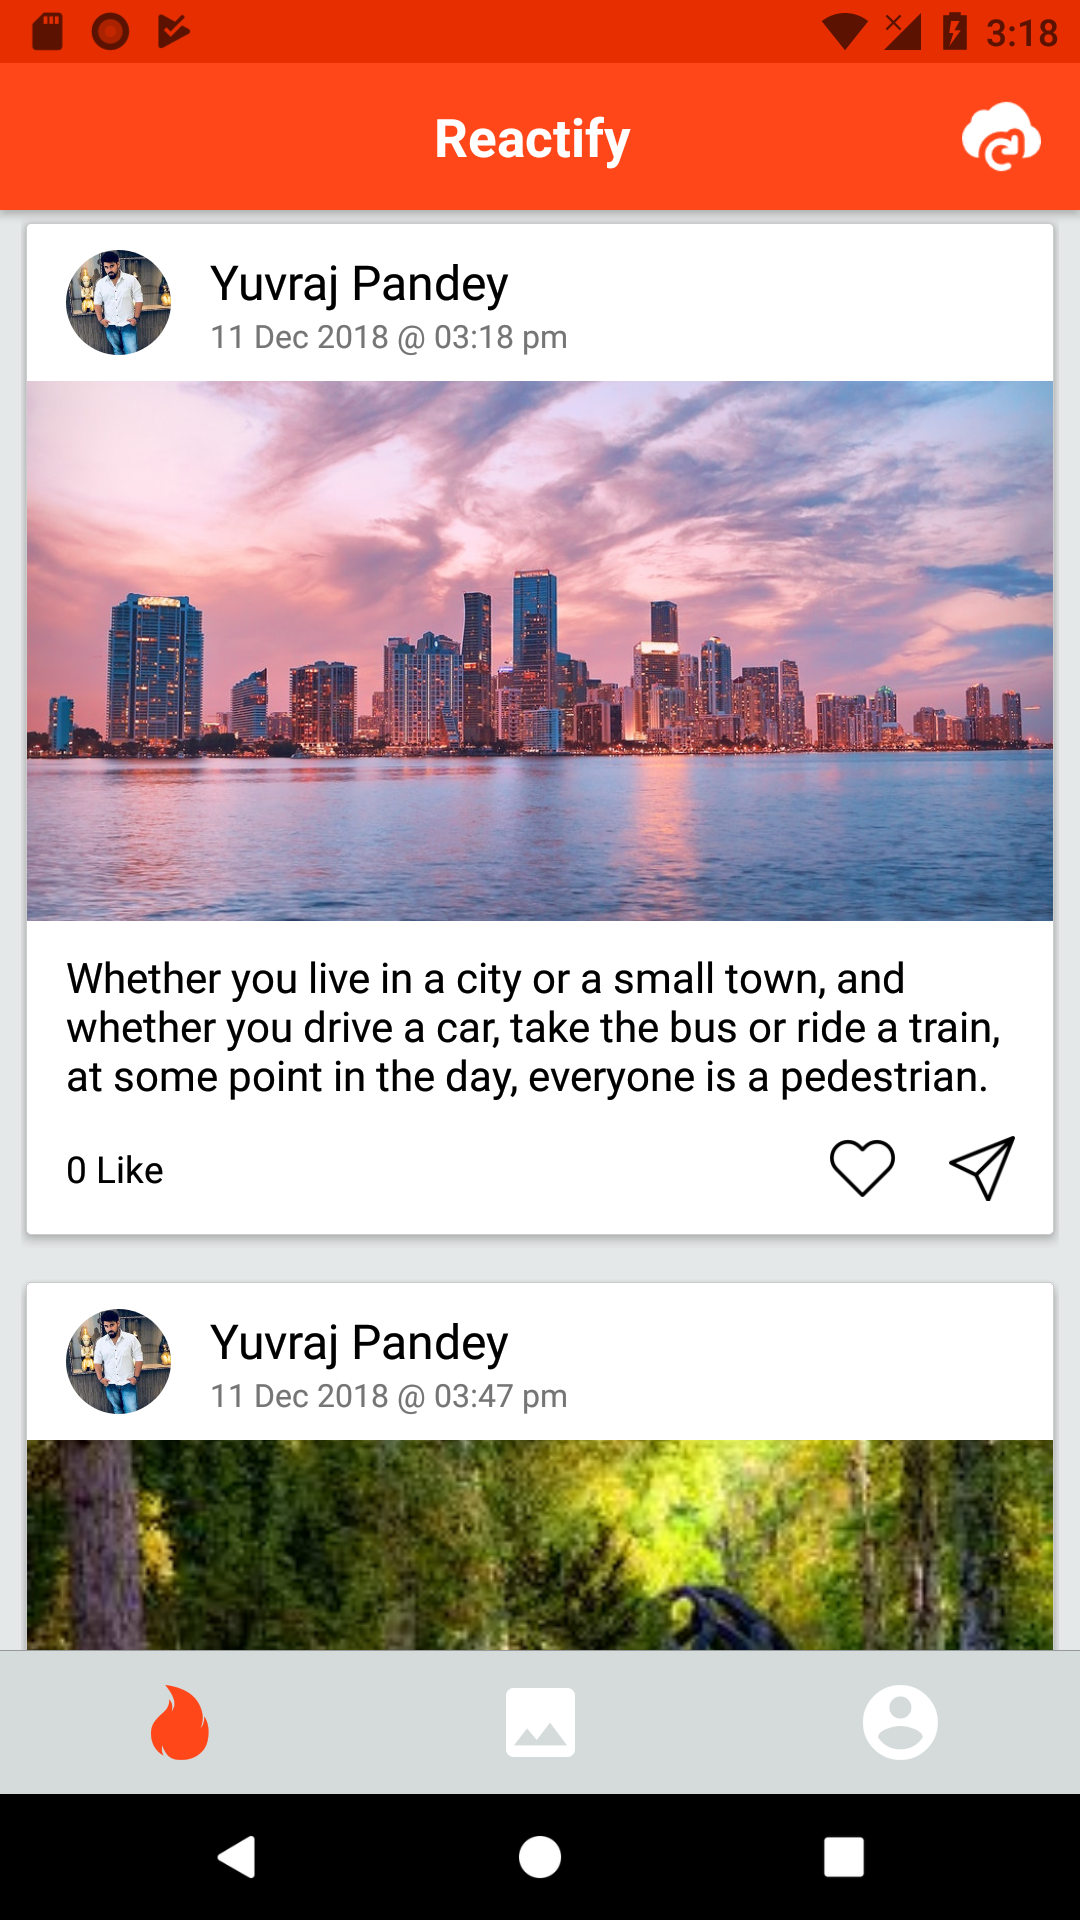 3:18
Reactify
Yuvraj Pandey
11 Dec 2018 @ 03:18 pm
Whether you live in a city or a small town, and
whether you drive a car, take the bus or ride a train,
at some point in the day, everyone is a pedestrian.
0 Like
Yuvraj Pandey
11 Dec 2018 @ 03:47 pm